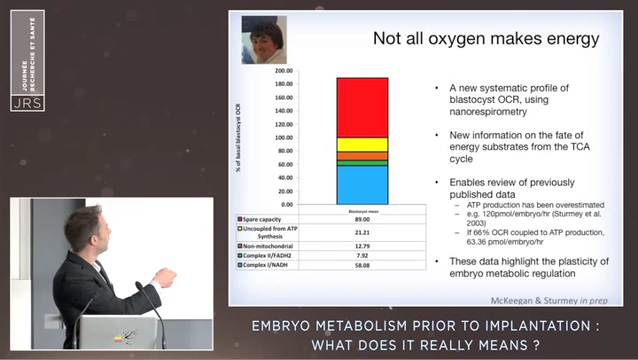 JOURNÉE
RECHERCHE ET SANTÉ
JRS
Not all oxygen makes energy
% of basal blastocyst OCR
200.00
180.00
160.00
140.00
120.00
100.00
80.00
60.00
40.00
20.00
0.00
Blastocyst mean
Spare capacity 89.00
Uncoupled from ATP
Synthesis 21.21
Non-mitochondrial 12.79
Complex II/FADH2 7.92
Complex I/NADH 58.08
• A new systematic profile of
blastocyst OCR, using
nanorespirometry
• New information on the fate of
energy substrates from the TCA
cycle
• Enables review of previously
published data
– ATP production has been overestimated
– e.g. 120pmol/embryo/hr (Sturmey et al.
2003)
– If 66% OCR coupled to ATP production,
63.36 pmol/embryo/hr
• These data highlight the plasticity of
embryo metabolic regulation
McKeegan & Sturmey in prep
EMBRYO METABOLISM PRIOR TO IMPLANTATION :
WHAT DOES IT REALLY MEANS ?